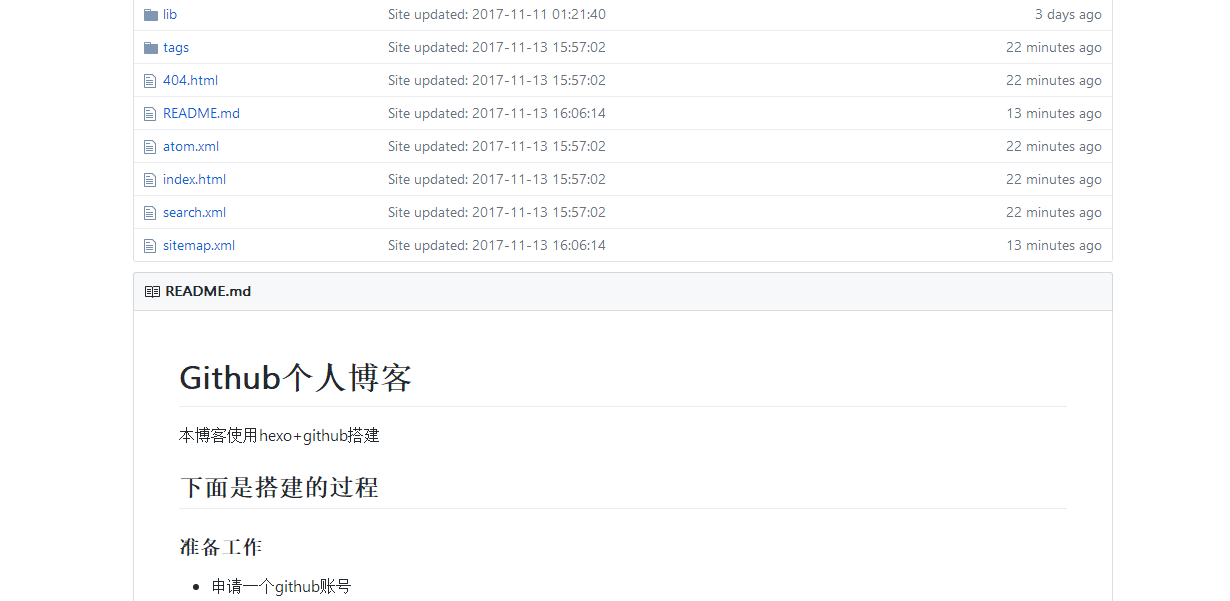 lib Site updated: 2017-11-11 01:21:40 3 days ago
tags Site updated: 2017-11-13 15:57:02 22 minutes ago
404.html Site updated: 2017-11-13 15:57:02 22 minutes ago
README.md Site updated: 2017-11-13 16:06:14 13 minutes ago
atom.xml Site updated: 2017-11-13 15:57:02 22 minutes ago
index.html Site updated: 2017-11-13 15:57:02 22 minutes ago
search.xml Site updated: 2017-11-13 15:57:02 22 minutes ago
sitemap.xml Site updated: 2017-11-13 16:06:14 13 minutes ago
README.md
Github个人博客
本博客使用hexo+github搭建
下面是搭建的过程
准备工作
• 申请一个github账号